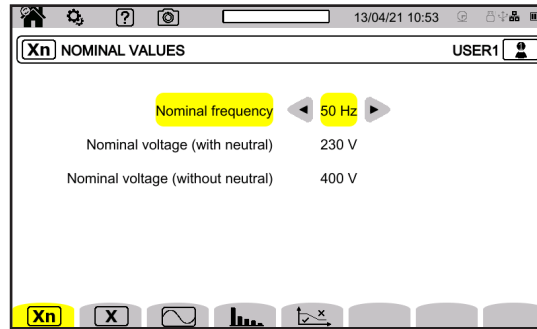 ? 13/04/21 10:53
Xn NOMINAL VALUES USER1
Nominal frequency 50 Hz
Nominal voltage (with neutral) 230 V
Nominal voltage (without neutral) 400 V
Xn X